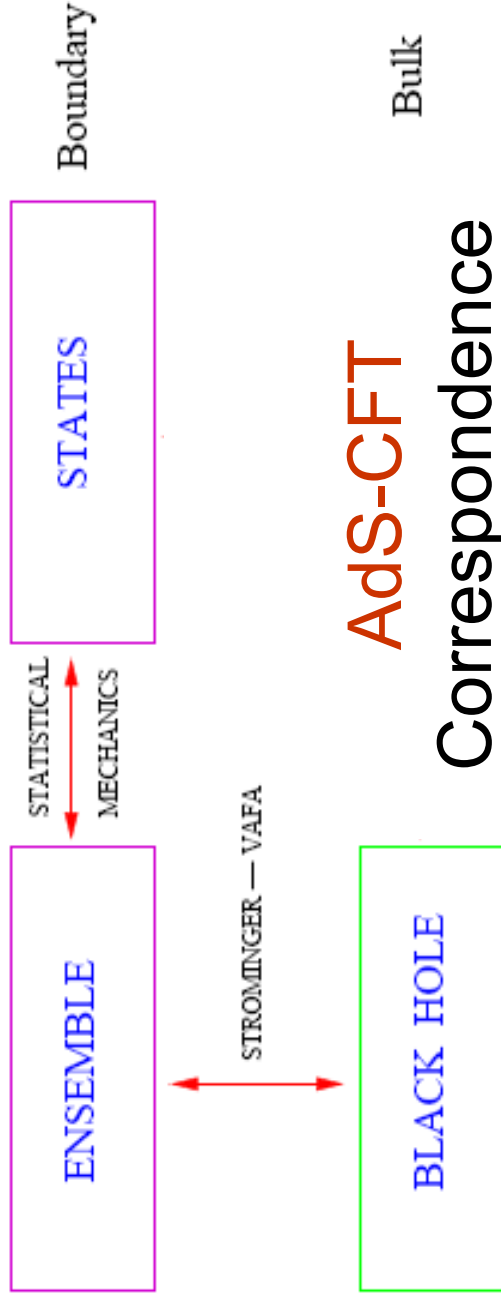 ENSEMBLE
STATISTICAL
MECHANICS
STATES
Boundary
STROMINGER — VAFA
BLACK HOLE
AdS-CFT
Correspondence
Bulk